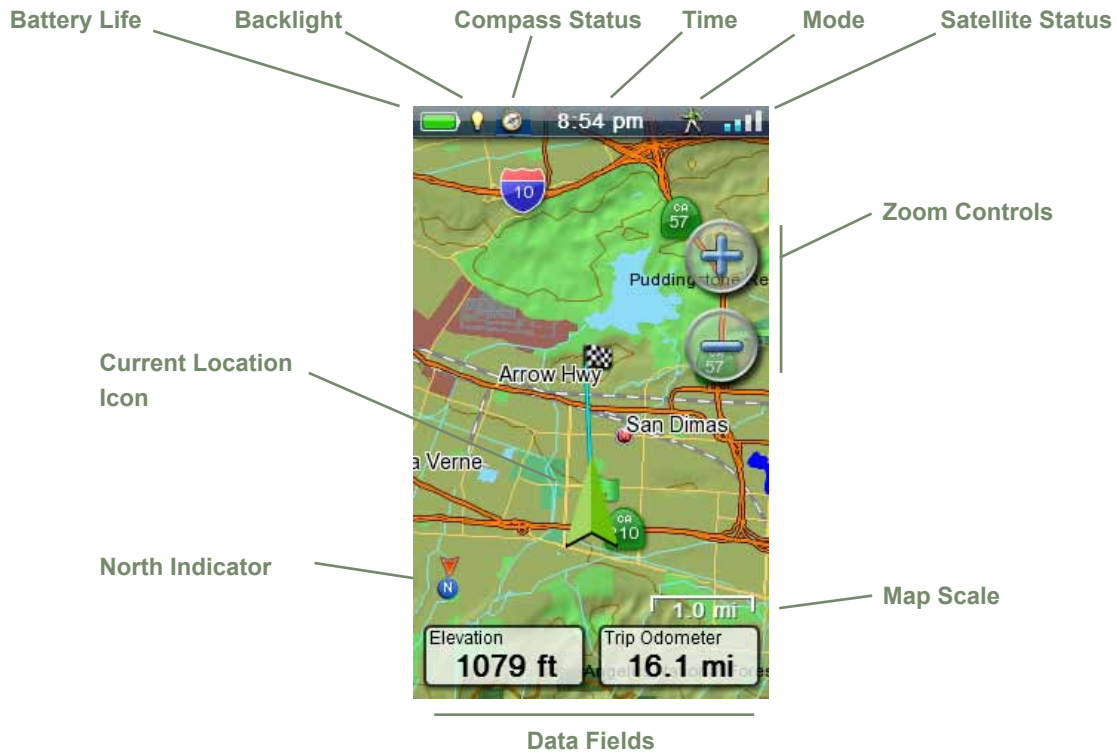 Battery Life
Backlight
Compass Status
Time
Mode
Satellite Status
8:54 pm
10
CA
57
Zoom Controls
Puddingstone Re
CA
57
Current Location
Icon
Arrow Hwy
San Dimas
a Verne
CA
210
North Indicator
N
1.0 mi
Map Scale
Elevation
1079 ft
Trip Odometer
16.1 mi
Data Fields